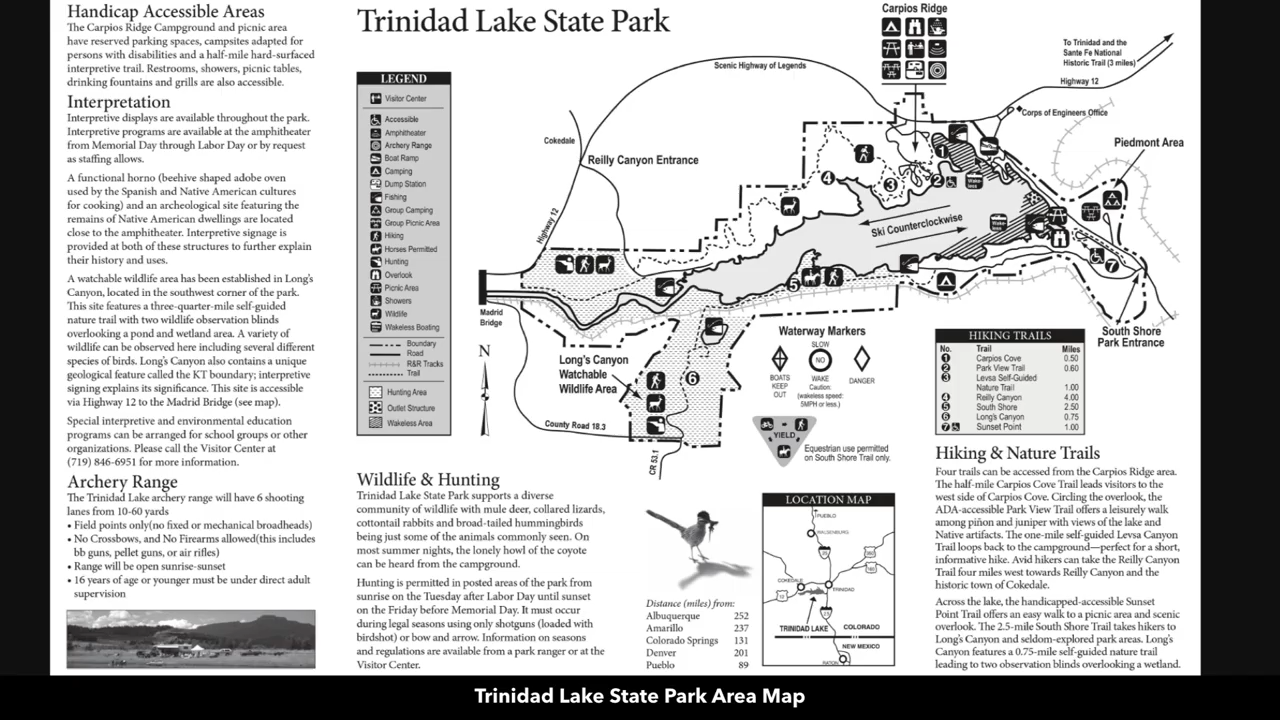 Handicap Accessible Areas
The Carpios Ridge Campground and picnic area
have reserved parking spaces, campsites adapted for
persons with disabilities and a half-mile hard-surfaced
interpretive trail. Restrooms, showers, picnic tables,
drinking fountains and grills are also accessible.
Interpretation
Interpretive displays are available throughout the park.
Interpretive programs are available at the amphitheater
from Memorial Day through Labor Day or by request
as staffing allows.
A functional horno (beehive shaped adobe oven
used by the Spanish and Native American cultures
for cooking) and an archeological site featuring the
remains of Native American dwellings are located
close to the amphitheater. Interpretive signage is
provided at both of these structures to further explain
their history and uses.
A watchable wildlife area has been established in Long's
Canyon, located in the southwest corner of the park.
This site features a three-quarter-mile self-guided
nature trail with two wildlife observation blinds
overlooking a pond and wetland area. A variety of
wildlife can be observed here including several different
species of birds. Long's Canyon also contains a unique
geological feature called the KT boundary; interpretive
signing explains its significance. This site is accessible
via Highway 12 to the Madrid Bridge (see map).
Special interpretive and environmental education
programs can be arranged for school groups or other
organizations. Please call the Visitor Center at
(719) 846-6951 for more information.
Archery Range
The Trinidad Lake archery range will have 6 shooting
lanes from 10-60 yards
• Field points only(no fixed or mechanical broadheads)
• No Crossbows, and No Firearms allowed(this includes
bb guns, pellet guns, or air rifles)
• Range will be open sunrise-sunset
• 16 years of age or younger must be under direct adult
supervision
Trinidad Lake State Park
LEGEND
Visitor Center
Accessible
Amphitheater
Archery Range
Boat Ramp
Camping
Dump Station
Fishing
Group Camping
Group Picnic Area
Hiking
Horses Permitted
Hunting
Overlook
Picnic Area
Showers
Wildlife
Wakeless Boating
Boundary
Road
R&R Tracks
Trail
Hunting Area
Outlet Structure
Wakeless Area
Carpios Ridge
Scenic Highway of Legends
To Trinidad and the
Sante Fe National
Historic Trail (3 miles)
Highway 12
Corps of Engineers Office
Piedmont Area
Cokedale
Reilly Canyon Entrance
Highway 12
1
2
3
4
5
6
7
Ski Counterclockwise
Madrid
Bridge
N
S
Long's Canyon
Watchable
Wildlife Area
County Road 18.3
CR 53.1
South Shore
Park Entrance
Waterway Markers
SLOW
NO
BOATS
KEEP
OUT
WAKE
Caution:
(wakeless speed:
5MPH or less.)
DANGER
YIELD
Equestrian use permitted
on South Shore Trail only.
HIKING TRAILS
No. Trail Miles
1 Carpios Cove 0.50
2 Park View Trail 0.60
3 Levsa Self-Guided
Nature Trail 1.00
4 Reilly Canyon 4.00
5 South Shore 2.50
6 Long's Canyon 0.75
7 Sunset Point 1.00
Wildlife & Hunting
Trinidad Lake State Park supports a diverse
community of wildlife with mule deer, collared lizards,
cottontail rabbits and broad-tailed hummingbirds
being just some of the animals commonly seen. On
most summer nights, the lonely howl of the coyote
can be heard from the campground.
Hunting is permitted in posted areas of the park from
sunrise on the Tuesday after Labor Day until sunset
on the Friday before Memorial Day. It must occur
during legal seasons using only shotguns (loaded with
birdshot) or bow and arrow. Information on seasons
and regulations are available from a park ranger or at the
Visitor Center.
Distance (miles) from:
Albuquerque 252
Amarillo 237
Colorado Springs 131
Denver 201
Pueblo 89
LOCATION MAP
PUEBLO
WALSENBURG
COKEDALE
TRINIDAD
TRINIDAD LAKE
COLORADO
NEW MEXICO
RATON
Hiking & Nature Trails
Four trails can be accessed from the Carpios Ridge area.
The half-mile Carpios Cove Trail leads visitors to the
west side of Carpios Cove. Circling the overlook, the
ADA-accessible Park View Trail offers a leisurely walk
among piñon and juniper with views of the lake and
Native artifacts. The one-mile self-guided Levsa Canyon
Trail loops back to the campground—perfect for a short,
informative hike. Avid hikers can take the Reilly Canyon
Trail four miles west towards Reilly Canyon and the
historic town of Cokedale.
Across the lake, the handicapped-accessible Sunset
Point Trail offers an easy walk to a picnic area and scenic
overlook. The 2.5-mile South Shore Trail takes hikers to
Long's Canyon and seldom-explored park areas. Long's
Canyon features a 0.75-mile self-guided nature trail
leading to two observation blinds overlooking a wetland.
Trinidad Lake State Park Area Map